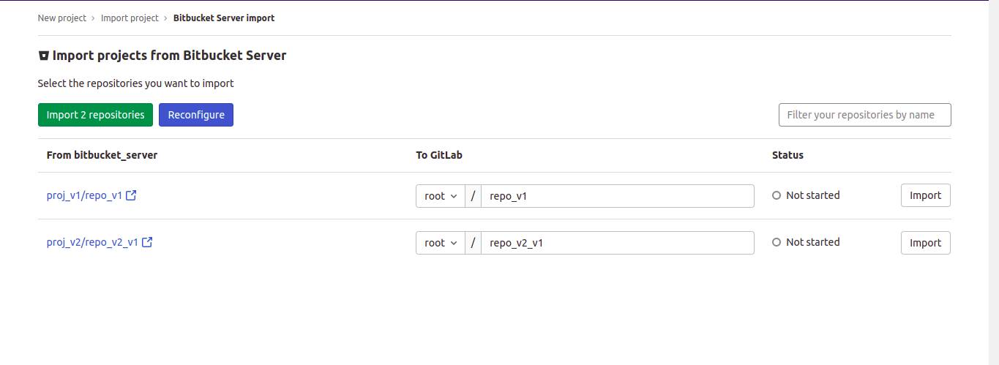 New project > Import project > Bitbucket Server import
Import projects from Bitbucket Server
Select the repositories you want to import
Import 2 repositories Reconfigure Filter your repositories by name
From bitbucket_server To GitLab Status
proj_v1/repo_v1 root / repo_v1 Not started Import
proj_v2/repo_v2_v1 root / repo_v2_v1 Not started Import